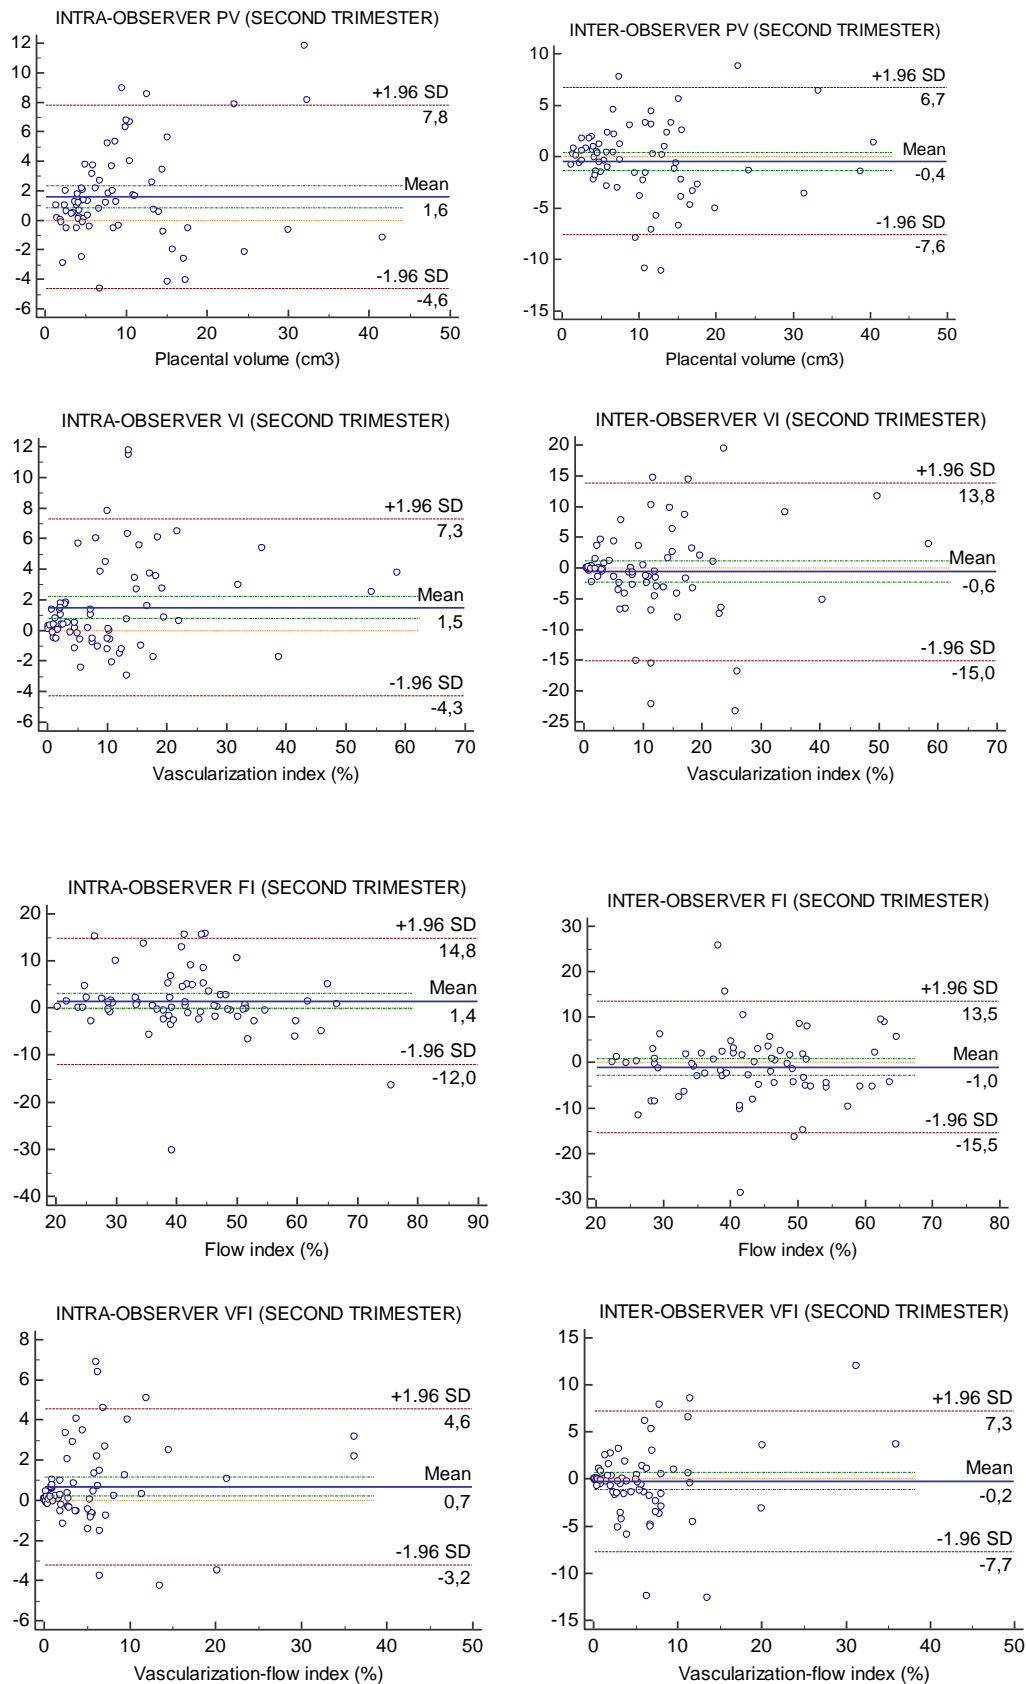 INTRA-OBSERVER PV (SECOND TRIMESTER)
12
10
8
6
4
2
0
-2
-4
-6
+1.96 SD
7,8
Mean
1,6
-1.96 SD
-4,6
0 10 20 30 40 50
Placental volume (cm3)
INTER-OBSERVER PV (SECOND TRIMESTER)
10
5
0
-5
-10
-15
+1.96 SD
6,7
Mean
-0,4
-1.96 SD
-7,6
0 10 20 30 40 50
Placental volume (cm3)
INTRA-OBSERVER VI (SECOND TRIMESTER)
12
10
8
6
4
2
0
-2
-4
-6
+1.96 SD
7,3
Mean
1,5
-1.96 SD
-4,3
0 10 20 30 40 50 60 70
Vascularization index (%)
INTER-OBSERVER VI (SECOND TRIMESTER)
20
15
10
5
0
-5
-10
-15
-20
-25
+1.96 SD
13,8
Mean
-0,6
-1.96 SD
-15,0
0 10 20 30 40 50 60 70
Vascularization index (%)
INTRA-OBSERVER FI (SECOND TRIMESTER)
20
10
0
-10
-20
-30
-40
+1.96 SD
14,8
Mean
1,4
-1.96 SD
-12,0
20 30 40 50 60 70 80 90
Flow index (%)
INTER-OBSERVER FI (SECOND TRIMESTER)
30
20
10
0
-10
-20
-30
+1.96 SD
13,5
Mean
-1,0
-1.96 SD
-15,5
20 30 40 50 60 70 80
Flow index (%)
INTRA-OBSERVER VFI (SECOND TRIMESTER)
8
6
4
2
0
-2
-4
-6
+1.96 SD
4,6
Mean
0,7
-1.96 SD
-3,2
0 10 20 30 40 50
Vascularization-flow index (%)
INTER-OBSERVER VFI (SECOND TRIMESTER)
15
10
5
0
-5
-10
-15
+1.96 SD
7,3
Mean
-0,2
-1.96 SD
-7,7
0 10 20 30 40 50
Vascularization-flow index (%)